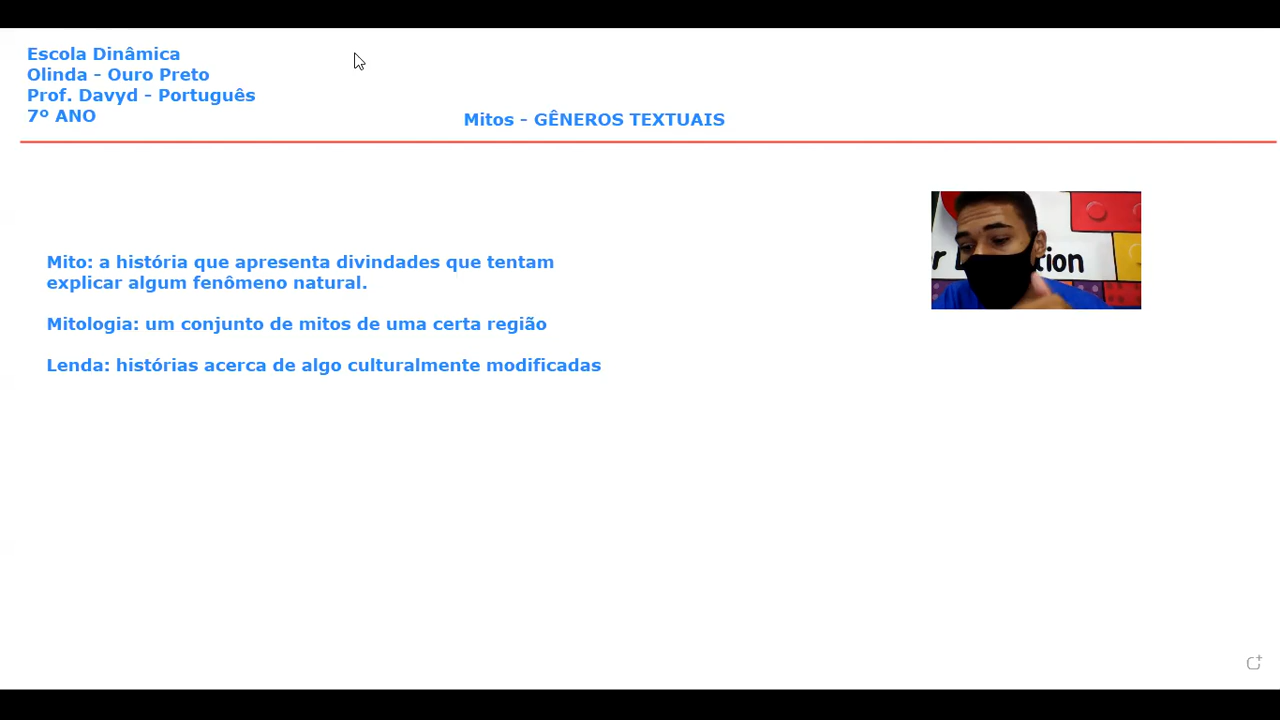 Escola Dinâmica
Olinda - Ouro Preto
Prof. Davyd - Português
7º ANO
Mitos - GÊNEROS TEXTUAIS
Mito: a história que apresenta divindades que tentam
explicar algum fenômeno natural.
Mitologia: um conjunto de mitos de uma certa região
Lenda: histórias acerca de algo culturalmente modificadas